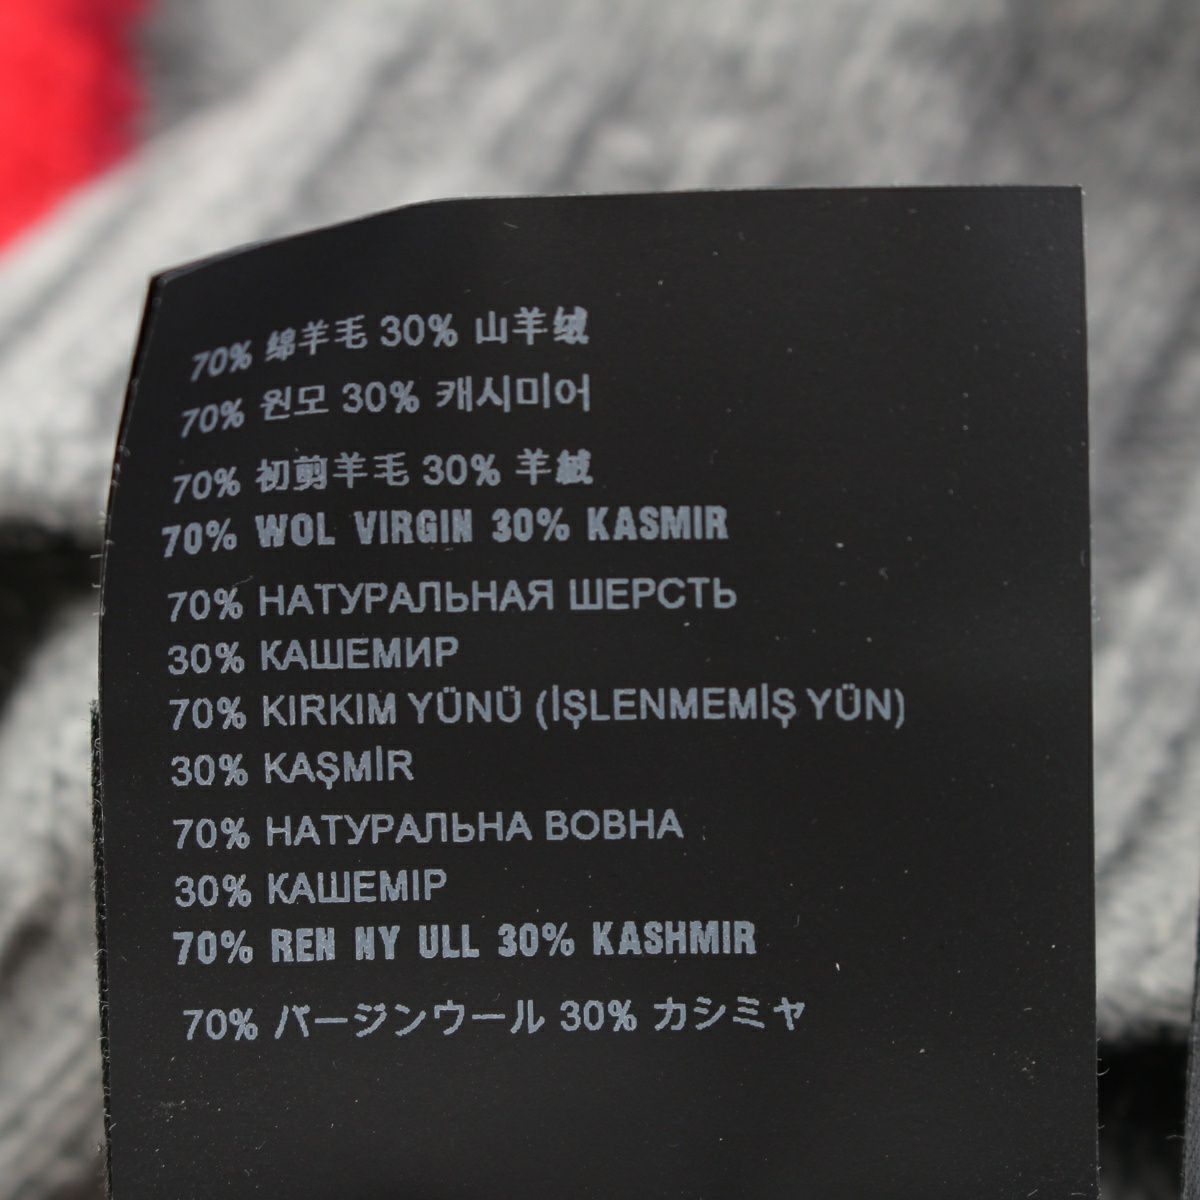 70% 绵羊毛 30% 山羊绒
70% 원모 30% 캐시미어
70% 初剪羊毛 30% 羊絨
70% WOL VIRGIN 30% KASMIR
70% НАТУРАЛЬНАЯ ШЕРСТЬ
30% КАШЕМИР
70% KIRKIM YÜNÜ (İŞLENMEMİŞ YÜN)
30% KAŞMİR
70% НАТУРАЛЬНА ВОВНА
30% КАШЕМІР
70% REN NY ULL 30% KASHMIR
70% バージンウール 30% カシミヤ